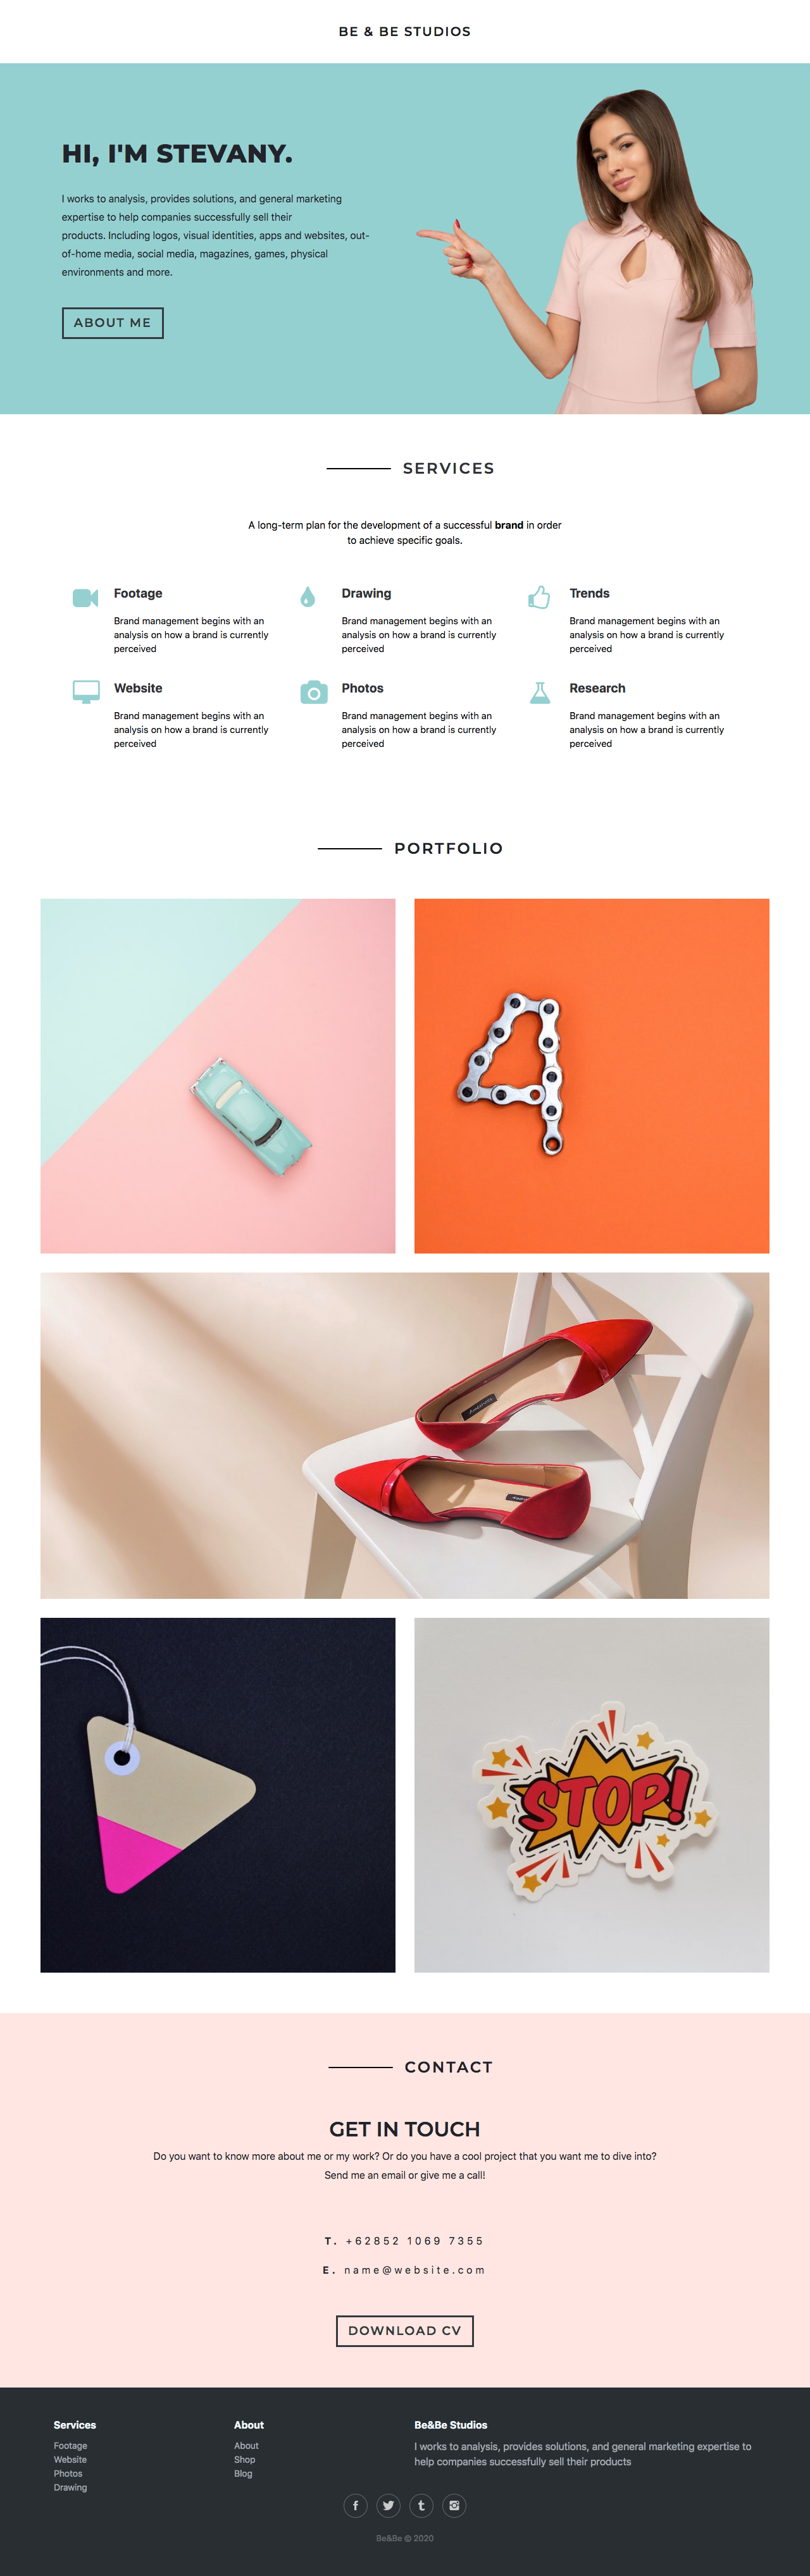 BE & BE STUDIOS
HI, I'M STEVANY.
I works to analysis, provides solutions, and general marketing
expertise to help companies successfully sell their
products. Including logos, visual identities, apps and websites, out-
of-home media, social media, magazines, games, physical
environments and more.
ABOUT ME
SERVICES
A long-term plan for the development of a successful brand in order
to achieve specific goals.
Footage
Brand management begins with an
analysis on how a brand is currently
perceived
Drawing
Brand management begins with an
analysis on how a brand is currently
perceived
Trends
Brand management begins with an
analysis on how a brand is currently
perceived
Website
Brand management begins with an
analysis on how a brand is currently
perceived
Photos
Brand management begins with an
analysis on how a brand is currently
perceived
Research
Brand management begins with an
analysis on how a brand is currently
perceived
PORTFOLIO
STOP!
CONTACT
GET IN TOUCH
Do you want to know more about me or my work? Or do you have a cool project that you want me to dive into?
Send me an email or give me a call!
T. +62852 1069 7355
E. name@website.com
DOWNLOAD CV
Services
Footage
Website
Photos
Drawing
About
About
Shop
Blog
Be&Be Studios
I works to analysis, provides solutions, and general marketing expertise to
help companies successfully sell their products
Be&Be © 2020